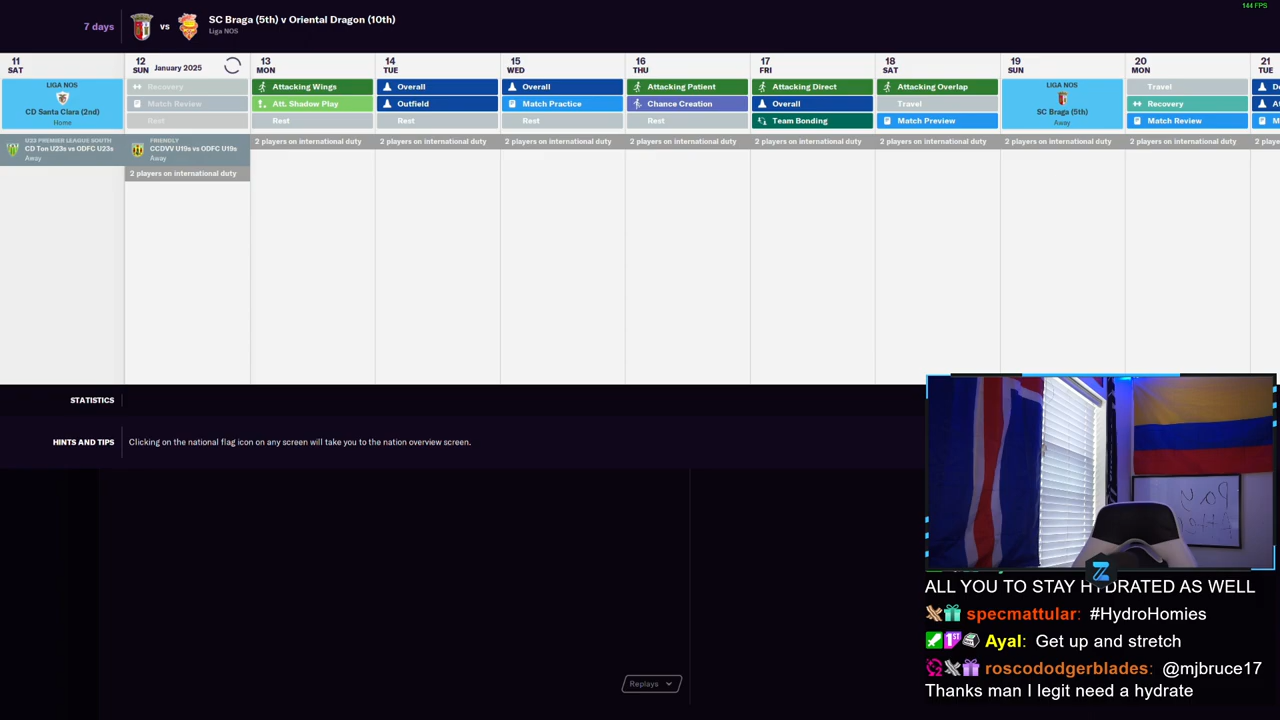 144 FPS
7 days
vs
SC Braga (5th) v Oriental Dragon (10th)
Liga NOS
11
SAT
12
SUN
January 2025
13
MON
14
TUE
15
WED
16
THU
17
FRI
18
SAT
19
SUN
20
MON
21
TUE
LIGA NOS
CD Santa Clara (2nd)
Home
Recovery
Match Review
Rest
Attacking Wings
Att. Shadow Play
Rest
Overall
Outfield
Rest
Overall
Match Practice
Rest
Attacking Patient
Chance Creation
Rest
Attacking Direct
Overall
Team Bonding
Attacking Overlap
Travel
Match Preview
LIGA NOS
SC Braga (5th)
Away
Travel
Recovery
Match Review
U23 PREMIER LEAGUE SOUTH
CD Ton U23s vs ODFC U23s
Away
FRIENDLY
CCDVV U19s vs ODFC U19s
Away
2 players on international duty
2 players on international duty
2 players on international duty
2 players on international duty
2 players on international duty
2 players on international duty
2 players on international duty
2 players on international duty
2 players on international duty
2 playe
STATISTICS
HINTS AND TIPS
Clicking on the national flag icon on any screen will take you to the nation overview screen.
Replays
ALL YOU TO STAY HYDRATED AS WELL
specmattular: #HydroHomies
Ayal: Get up and stretch
roscododgerblades: @mjbruce17
Thanks man I legit need a hydrate